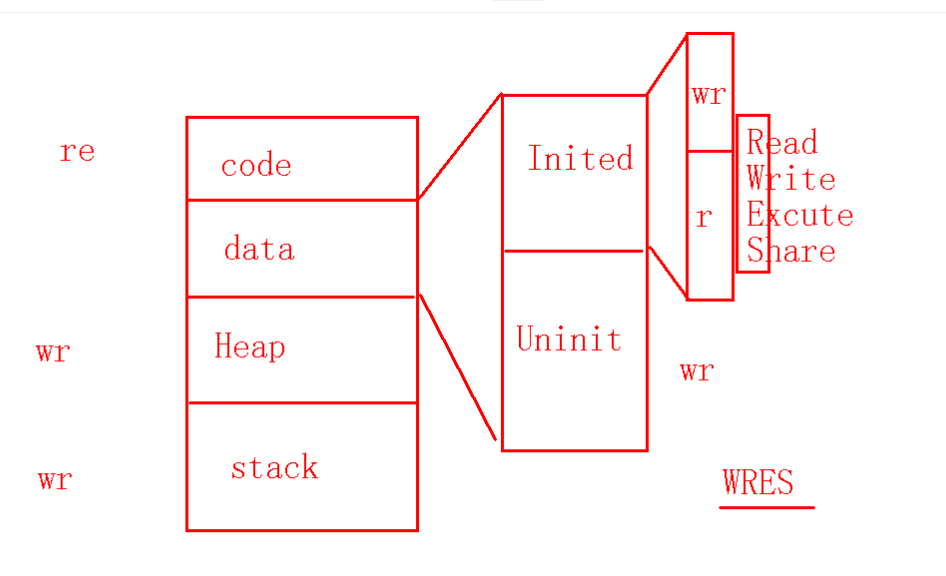 re
code
data
wr
Heap
wr
stack
Inited
Uninit
wr
r
Read
Write
Excute
Share
wr
WRES